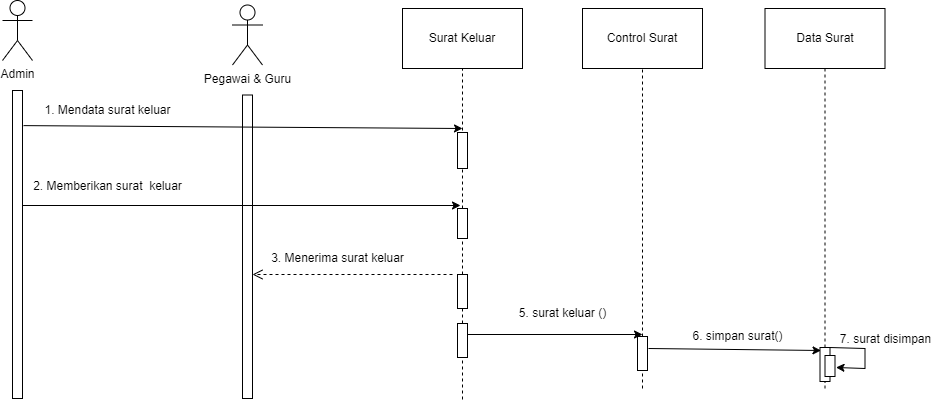 Admin
Pegawai & Guru
Surat Keluar
Control Surat
Data Surat
1. Mendata surat keluar
2. Memberikan surat keluar
3. Menerima surat keluar
5. surat keluar ()
6. simpan surat()
7. surat disimpan